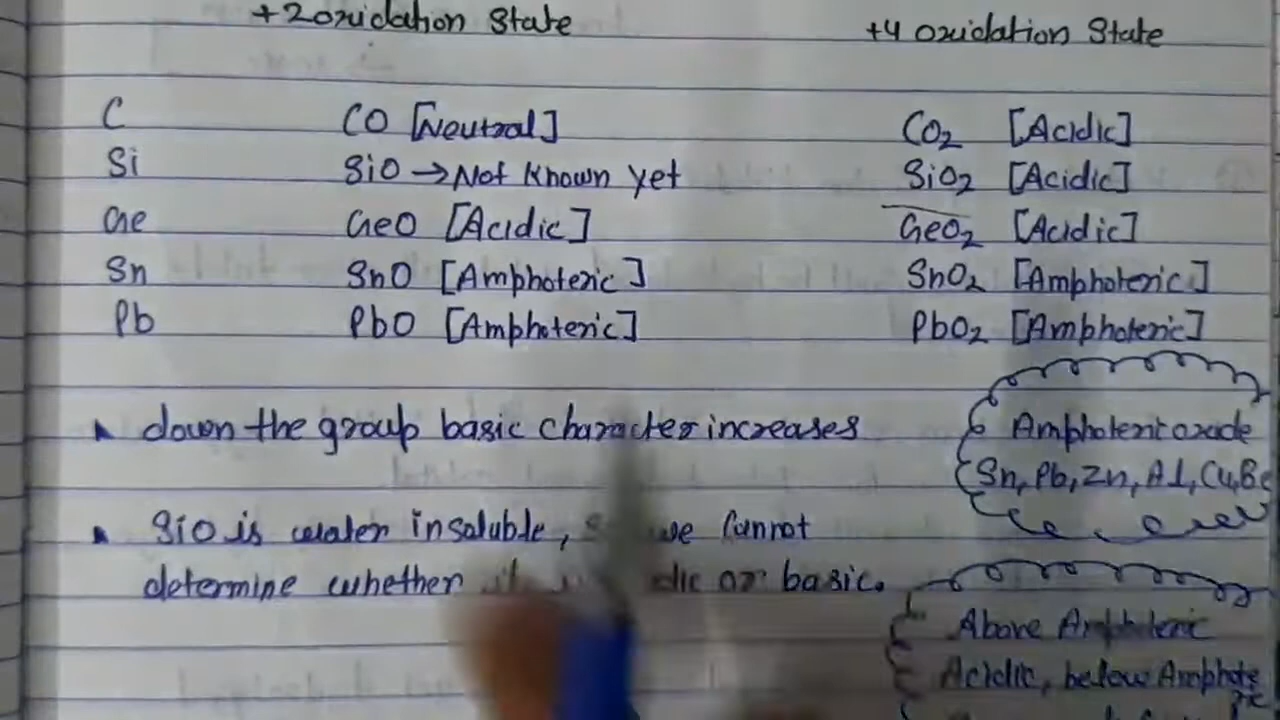 +2 oxidation State +4 oxidation State
C CO [Neutral] CO2 [Acidic]
Si SiO → Not Known yet SiO2 [Acidic]
Ge GeO [Acidic] GeO2 [Acidic]
Sn SnO [Amphoteric] SnO2 [Amphoteric]
Pb PbO [Amphoteric] PbO2 [Amphoteric]
down the group basic character increases
Amphoteric oxide
Sn, Pb, Zn, Al, Cu, Be
SiO is water insoluble, we Cannot
determine whether or basic.
Above Amphoteric
Acidic, below Amphoteric